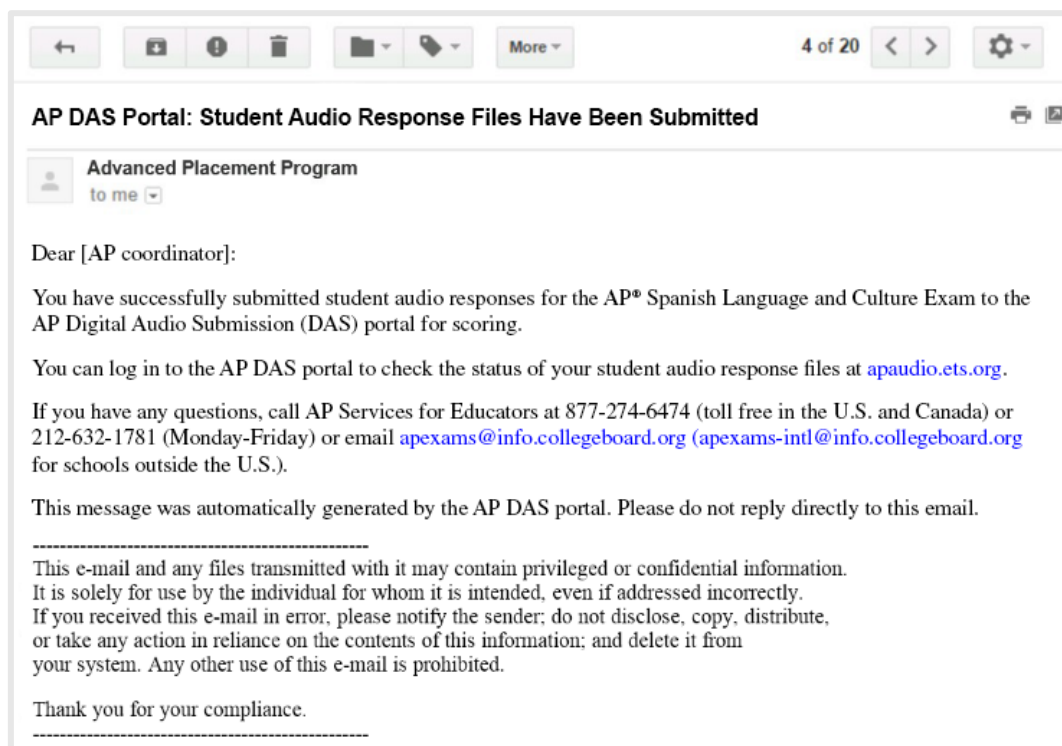 More
4 of 20
AP DAS Portal: Student Audio Response Files Have Been Submitted
Advanced Placement Program
to me
Dear [AP coordinator]:
You have successfully submitted student audio responses for the AP® Spanish Language and Culture Exam to the
AP Digital Audio Submission (DAS) portal for scoring.
You can log in to the AP DAS portal to check the status of your student audio response files at apaudio.ets.org.
If you have any questions, call AP Services for Educators at 877-274-6474 (toll free in the U.S. and Canada) or
212-632-1781 (Monday-Friday) or email apexams@info.collegeboard.org (apexams-intl@info.collegeboard.org
for schools outside the U.S.).
This message was automatically generated by the AP DAS portal. Please do not reply directly to this email.
--------------------------------------------------
This e-mail and any files transmitted with it may contain privileged or confidential information.
It is solely for use by the individual for whom it is intended, even if addressed incorrectly.
If you received this e-mail in error, please notify the sender; do not disclose, copy, distribute,
or take any action in reliance on the contents of this information; and delete it from
your system. Any other use of this e-mail is prohibited.
Thank you for your compliance.
--------------------------------------------------